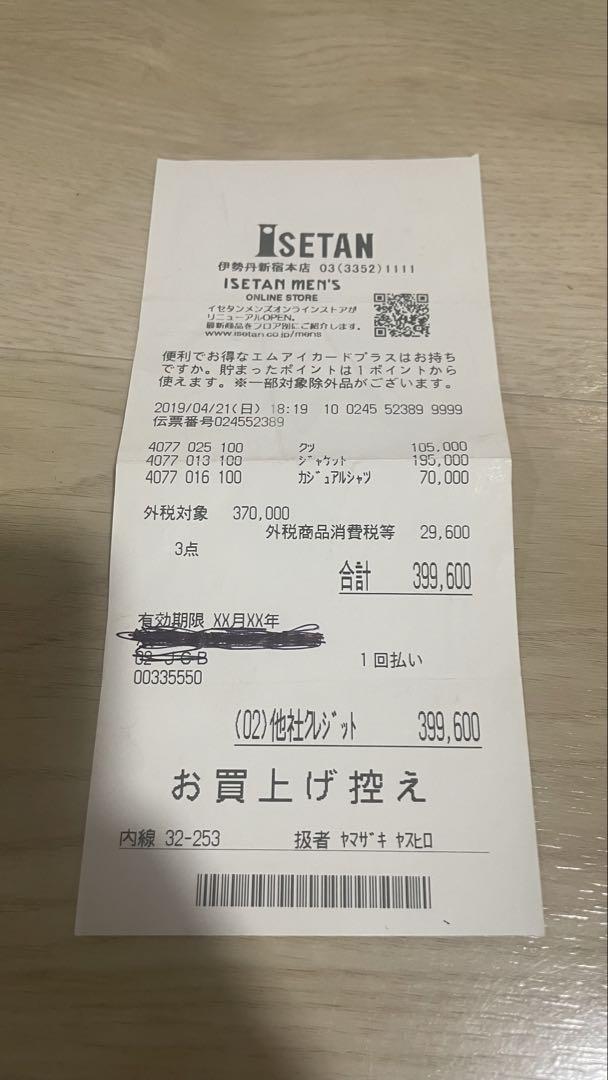 ISETAN
伊勢丹新宿本店 03(3352)1111
ISETAN MEN'S
ONLINE STORE
イセタンメンズオンラインストアが
リニューアルOPEN。
最新商品をフロア別にご紹介します。
www.isetan.co.jp/mens
便利でお得なエムアイカードプラスはお持ち
ですか。貯まったポイントは1ポイントから
使えます。※一部対象除外品がございます。
2019/04/21(日) 18:19 10 0245 52389 9999
伝票番号024552389
4077 025 100 クツ 105,000
4077 013 100 ジャケット 195,000
4077 016 100 カジュアルシャツ 70,000
外税対象 370,000
外税商品消費税等 29,600
3点
合計 399,600
有効期限 XX月XX年
02 JCB 1回払い
00335550
(02)他社クレジット 399,600
お買上げ控え
内線 32-253 扱者 ヤマザキ ヤスヒロ